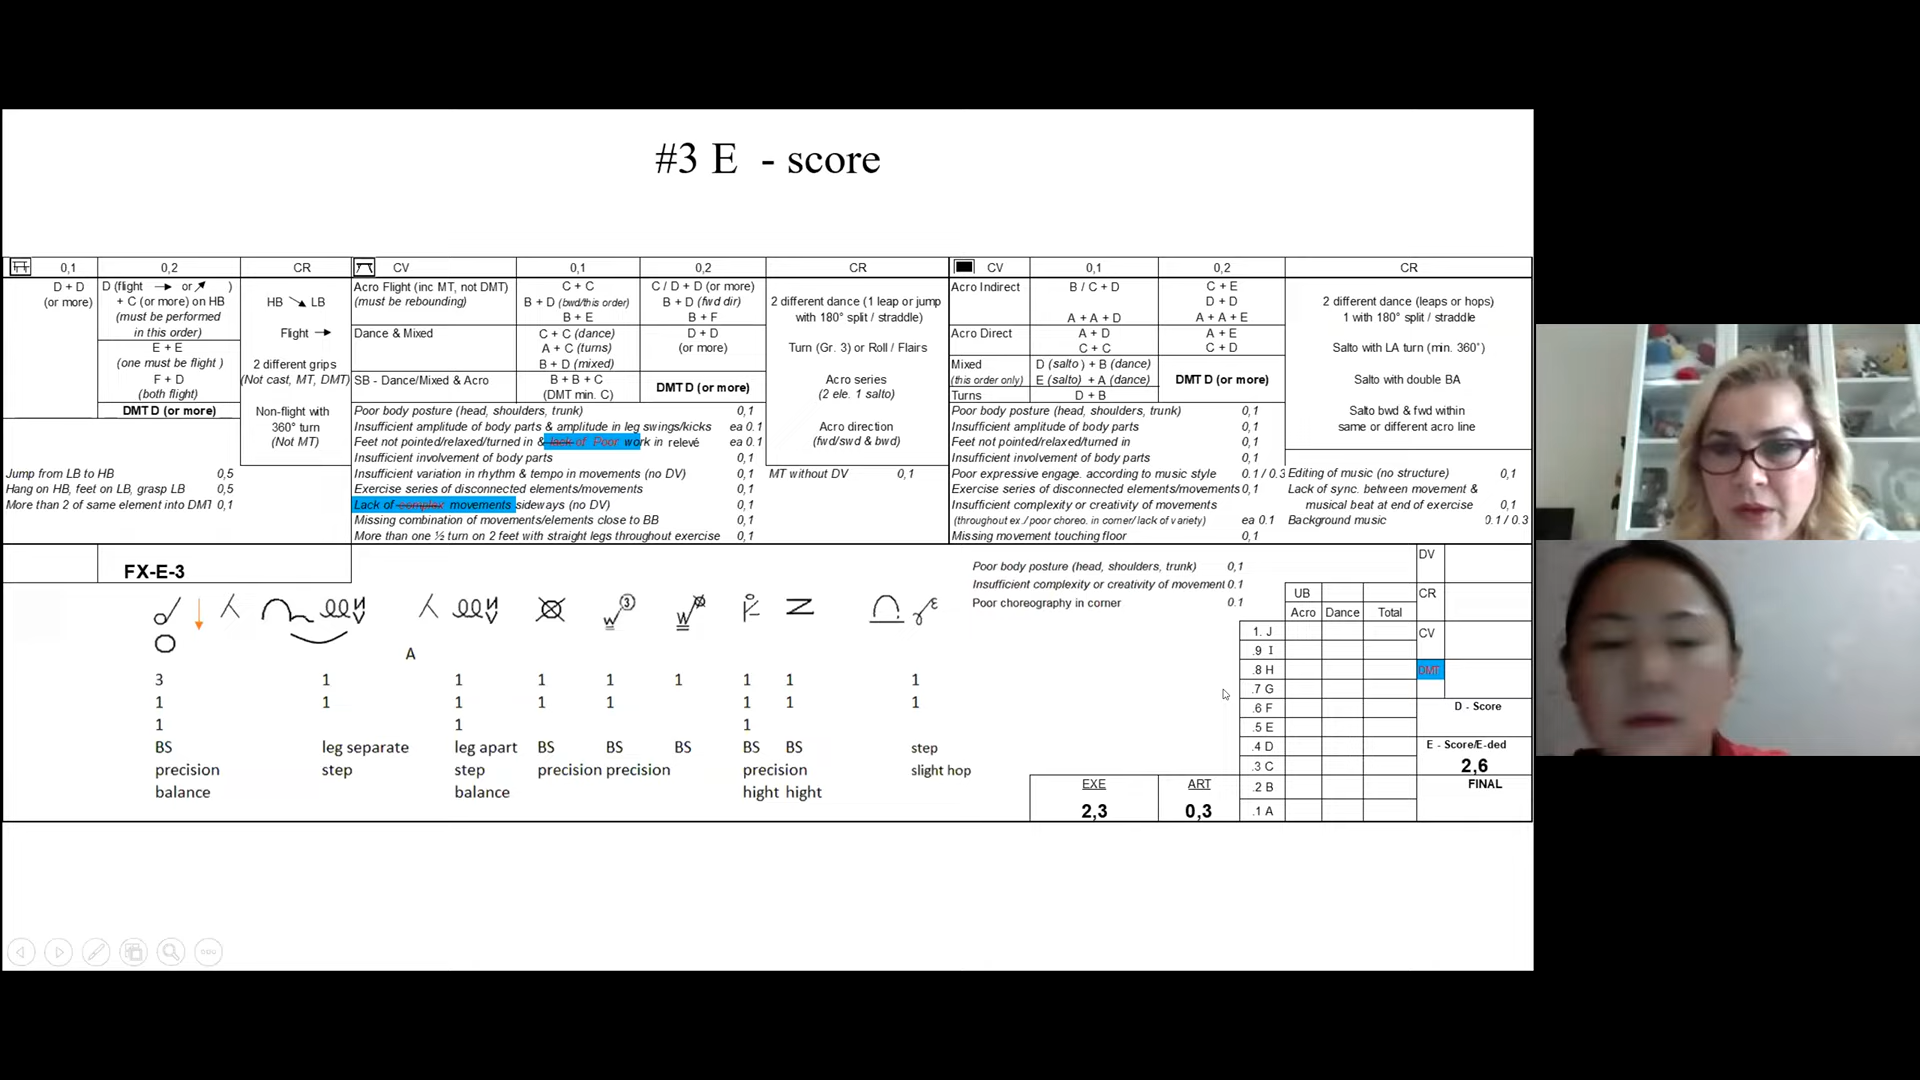 #3 E - score
0,1 0,2 CR CV 0,1 0,2 CR CV 0,1 0,2 CR
D + D
(or more)
D (flight → or ↗ )
+ C (or more) on HB
(must be performed
in this order)
E + E
(one must be flight )
F + D
(both flight)
DMT D (or more)
HB ↘ LB
Flight →
2 different grips
(Not cast, MT, DMT)
Non-flight with
360° turn
(Not MT)
Jump from LB to HB 0,5
Hang on HB, feet on LB, grasp LB 0,5
More than 2 of same element into DMT 0,1
Acro Flight (inc MT, not DMT)
(must be rebounding)
C + C
B + D (bwd/this order)
B + E
C / D + D (or more)
B + D (fwd dir)
B + F
Dance & Mixed
C + C (dance)
A + C (turns)
B + D (mixed)
D + D
(or more)
SB - Dance/Mixed & Acro
B + B + C
(DMT min. C)
DMT D (or more)
2 different dance (1 leap or jump
with 180° split / straddle)
Turn (Gr. 3) or Roll / Flairs
Acro series
(2 ele. 1 salto)
Acro direction
(fwd/swd & bwd)
Poor body posture (head, shoulders, trunk) 0,1
Insufficient amplitude of body parts & amplitude in leg swings/kicks ea 0.1
Feet not pointed/relaxed/turned in & lack of Poor work in relevé ea 0.1
Insufficient involvement of body parts 0,1
Insufficient variation in rhythm & tempo in movements (no DV) 0,1
Exercise series of disconnected elements/movements 0,1
Lack of complex movements sideways (no DV) 0,1
Missing combination of movements/elements close to BB 0,1
More than one ½ turn on 2 feet with straight legs throughout exercise 0,1
MT without DV 0,1
Acro Indirect
B / C + D
A + A + D
C + E
D + D
A + A + E
Acro Direct
A + D
C + C
A + E
C + D
Mixed
(this order only)
D (salto ) + B (dance)
E (salto) + A (dance)
DMT D (or more)
Turns D + B
2 different dance (leaps or hops)
1 with 180° split / straddle
Salto with LA turn (min. 360°)
Salto with double BA
Salto bwd & fwd within
same or different acro line
Poor body posture (head, shoulders, trunk) 0,1
Insufficient amplitude of body parts 0,1
Feet not pointed/relaxed/turned in 0,1
Insufficient involvement of body parts 0,1
Poor expressive engage. according to music style 0.1 / 0.3
Exercise series of disconnected elements/movements 0,1
Insufficient complexity or creativity of movements
(throughout ex./ poor choreo. in corner/ lack of variety) ea 0.1
Missing movement touching floor 0,1
Editing of music (no structure) 0,1
Lack of sync. between movement &
musical beat at end of exercise 0,1
Background music 0.1 / 0.3
FX-E-3
A
3 1 1 1 1 1 1 1 1
1 1 1 1 1 1 1 1
1 1 1
BS leg separate leg apart BS BS BS BS BS step
precision step step precision precision precision slight hop
balance balance hight hight
Poor body posture (head, shoulders, trunk) 0,1
Insufficient complexity or creativity of movement 0.1
Poor choreography in corner 0.1
EXE
2,3
ART
0,3
UB
Acro Dance Total
1. J
.9 I
.8 H
.7 G
.6 F
.5 E
.4 D
.3 C
.2 B
.1 A
DV
CR
CV
DMT
D - Score
E - Score/E-ded
2,6
FINAL